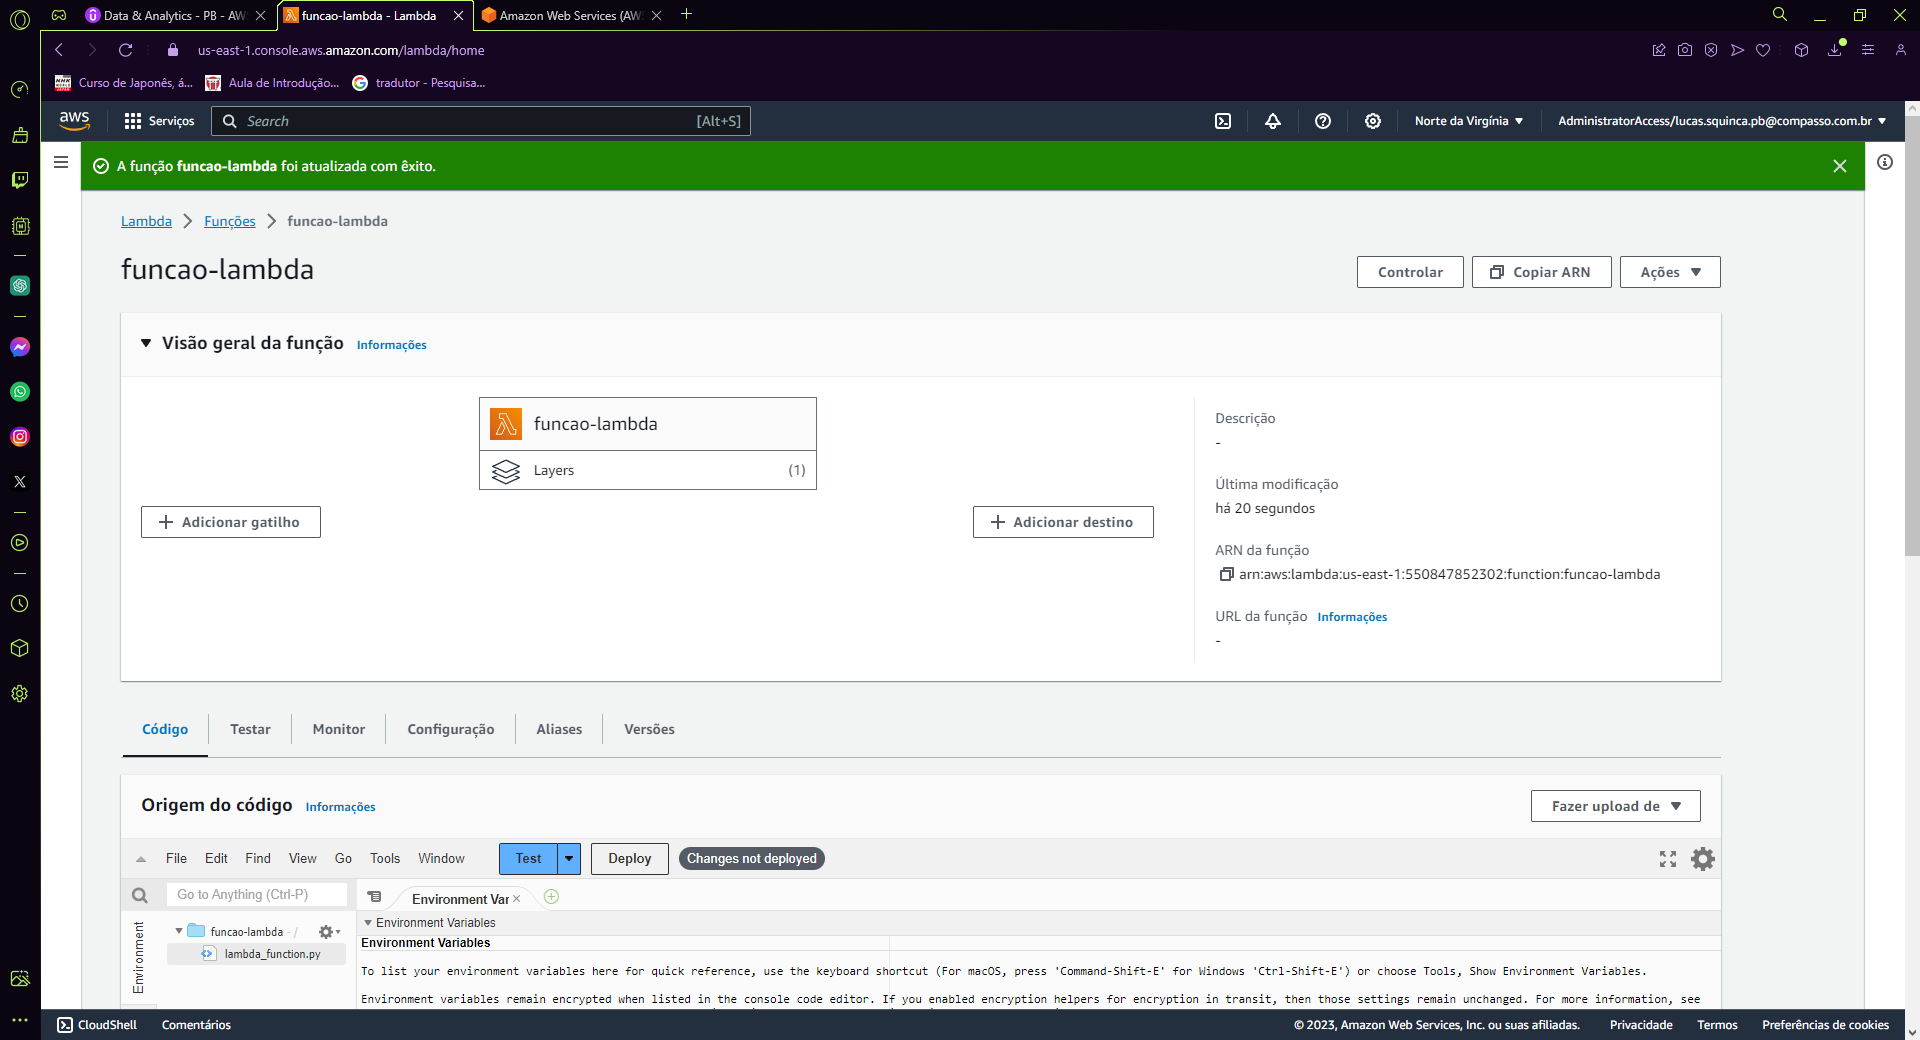 Data & Analytics - PB - AW
funcao-lambda - Lambda
Amazon Web Services (AW
us-east-1.console.aws.amazon.com/lambda/home
Curso de Japonês, á...
Aula de Introdução...
tradutor - Pesquisa...
aws
Serviços
Search
[Alt+S]
Norte da Virgínia
AdministratorAccess/lucas.squinca.pb@compasso.com.br
A função funcao-lambda foi atualizada com êxito.
Lambda
Funções
funcao-lambda
funcao-lambda
Controlar
Copiar ARN
Ações
Visão geral da função
Informações
funcao-lambda
Layers
(1)
Adicionar gatilho
Adicionar destino
Descrição
-
Última modificação
há 20 segundos
ARN da função
arn:aws:lambda:us-east-1:550847852302:function:funcao-lambda
URL da função
Informações
-
Código
Testar
Monitor
Configuração
Aliases
Versões
Origem do código
Informações
Fazer upload de
File
Edit
Find
View
Go
Tools
Window
Test
Deploy
Changes not deployed
Go to Anything (Ctrl-P)
Environment Var
Environment
funcao-lambda - /
lambda_function.py
Environment Variables
Environment Variables
To list your environment variables here for quick reference, use the keyboard shortcut (For macOS, press 'Command-Shift-E' for Windows 'Ctrl-Shift-E') or choose Tools, Show Environment Variables.
Environment variables remain encrypted when listed in the console code editor. If you enabled encryption helpers for encryption in transit, then those settings remain unchanged. For more information, see
CloudShell
Comentários
© 2023, Amazon Web Services, Inc. ou suas afiliadas.
Privacidade
Termos
Preferências de cookies